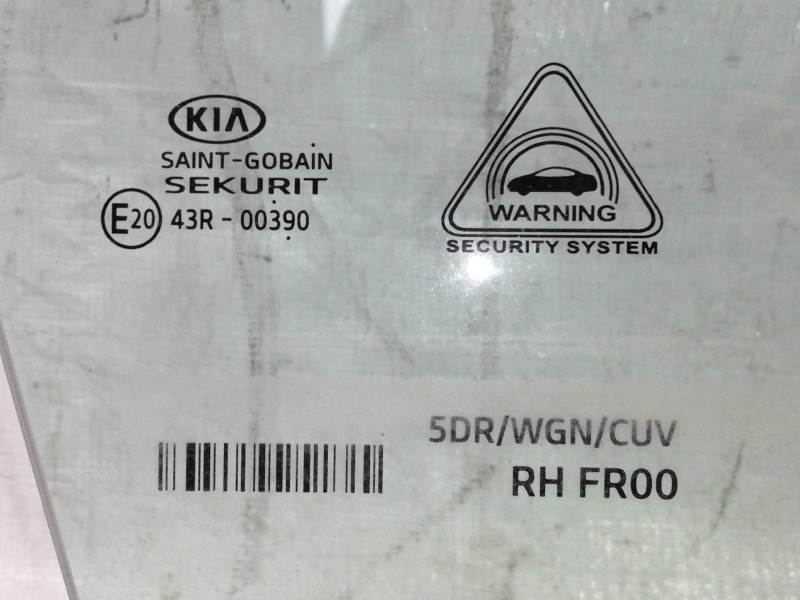 KIA
SAINT-GOBAIN
SEKURIT
E20 43R - 00390
WARNING
SECURITY SYSTEM
5DR/WGN/CUV
RH FR00